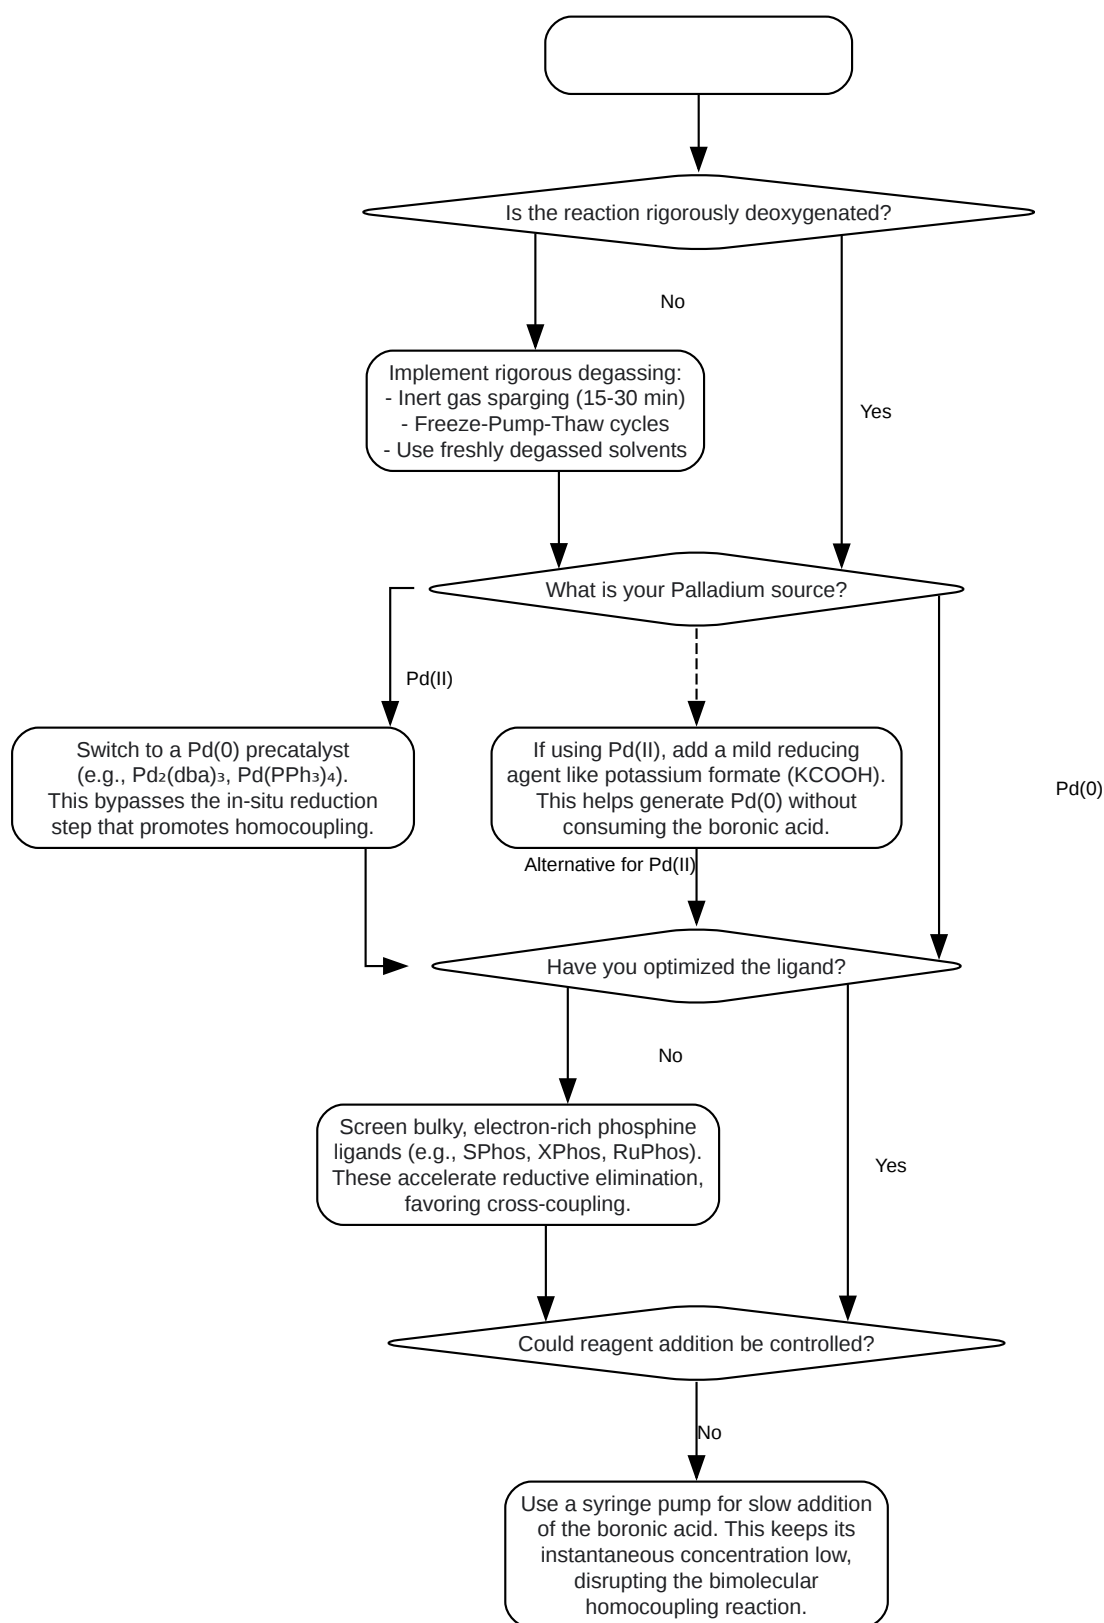 Is the reaction rigorously deoxygenated?
No
Implement rigorous degassing:
- Inert gas sparging (15-30 min)
- Freeze-Pump-Thaw cycles
- Use freshly degassed solvents
Yes
What is your Palladium source?
Pd(II)
Switch to a Pd(0) precatalyst
(e.g., Pd₂(dba)₃, Pd(PPh₃)₄).
This bypasses the in-situ reduction
step that promotes homocoupling.
If using Pd(II), add a mild reducing
agent like potassium formate (KCOOH).
This helps generate Pd(0) without
consuming the boronic acid.
Pd(0)
Alternative for Pd(II)
Have you optimized the ligand?
No
Screen bulky, electron-rich phosphine
ligands (e.g., SPhos, XPhos, RuPhos).
These accelerate reductive elimination,
favoring cross-coupling.
Yes
Could reagent addition be controlled?
No
Use a syringe pump for slow addition
of the boronic acid. This keeps its
instantaneous concentration low,
disrupting the bimolecular
homocoupling reaction.